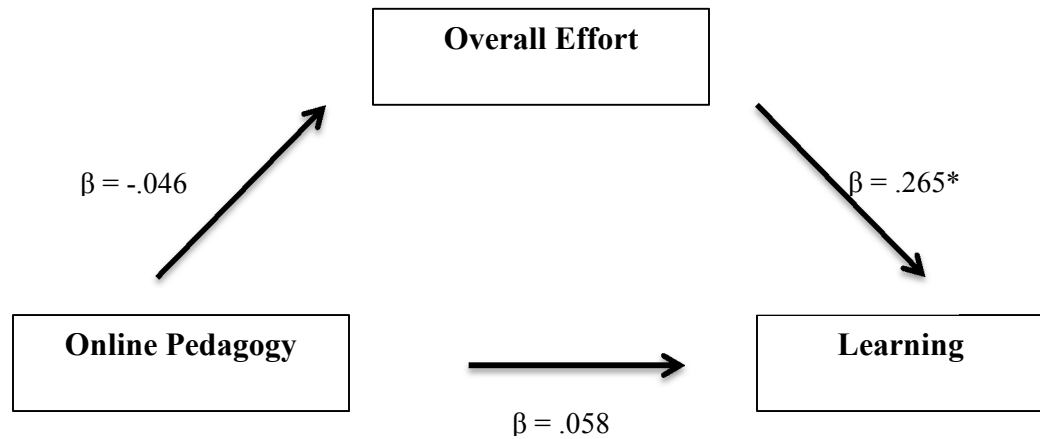 Overall Effort
β = -.046
β = .265*
Online Pedagogy
Learning
β = .058